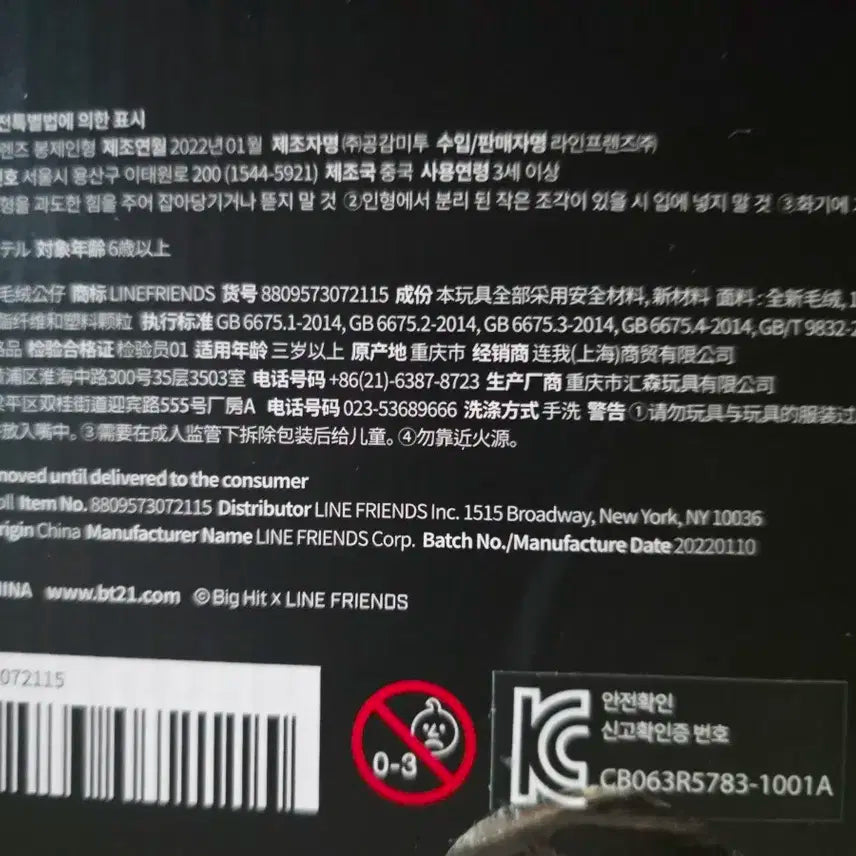 전특별법에 의한 표시
렌즈 봉제인형 제조연월 2022년 01월 제조자명 (주)공감미투 수입/판매자명 라인프렌즈(주)
호 서울시 용산구 이태원로 200 (1544-5921) 제조국 중국 사용연령 3세 이상
형을 과도한 힘을 주어 잡아당기거나 뜯지 말 것 ②인형에서 분리 된 작은 조각이 있을 시 입에 넣지 말 것 ③화기에
テル 対象年齢 6歳以上
毛绒公仔 商标 LINEFRIENDS 货号 8809573072115 成份 本玩具全部采用安全材料, 新材料 面料: 全新毛绒, 1
酯纤维和塑料颗粒 执行标准 GB 6675.1-2014, GB 6675.2-2014, GB 6675.3-2014, GB 6675.4-2014, GB/T 9832-2
格品 检验合格证 检验员01 适用年龄 三岁以上 原产地 重庆市 经销商 连我(上海)商贸有限公司
黄浦区淮海中路300号35层3503室 电话号码 +86(21)-6387-8723 生产厂商 重庆市汇森玩具有限公司
平区双桂街道迎宾路555号厂房A 电话号码 023-53689666 洗涤方式 手洗 警告 ①请勿玩具与玩具的服装过
放入嘴中。③需要在成人监管下拆除包装后给儿童。④勿靠近火源。
moved until delivered to the consumer
oll Item No. 8809573072115 Distributor LINE FRIENDS Inc. 1515 Broadway, New York, NY 10036
rigin China Manufacturer Name LINE FRIENDS Corp. Batch No./Manufacture Date 20220110
HINA www.bt21.com ©Big Hit x LINE FRIENDS
072115
0-3
안전확인
신고확인증 번호
CB063R5783-1001A